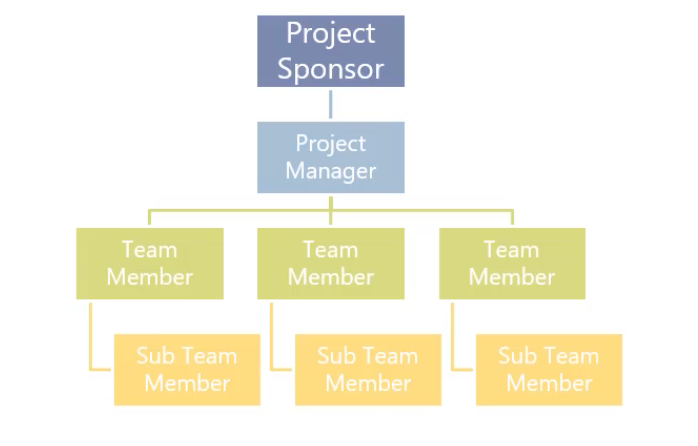 Project
Sponsor
Project
Manager
Team
Member
Team
Member
Team
Member
Sub Team
Member
Sub Team
Member
Sub Team
Member